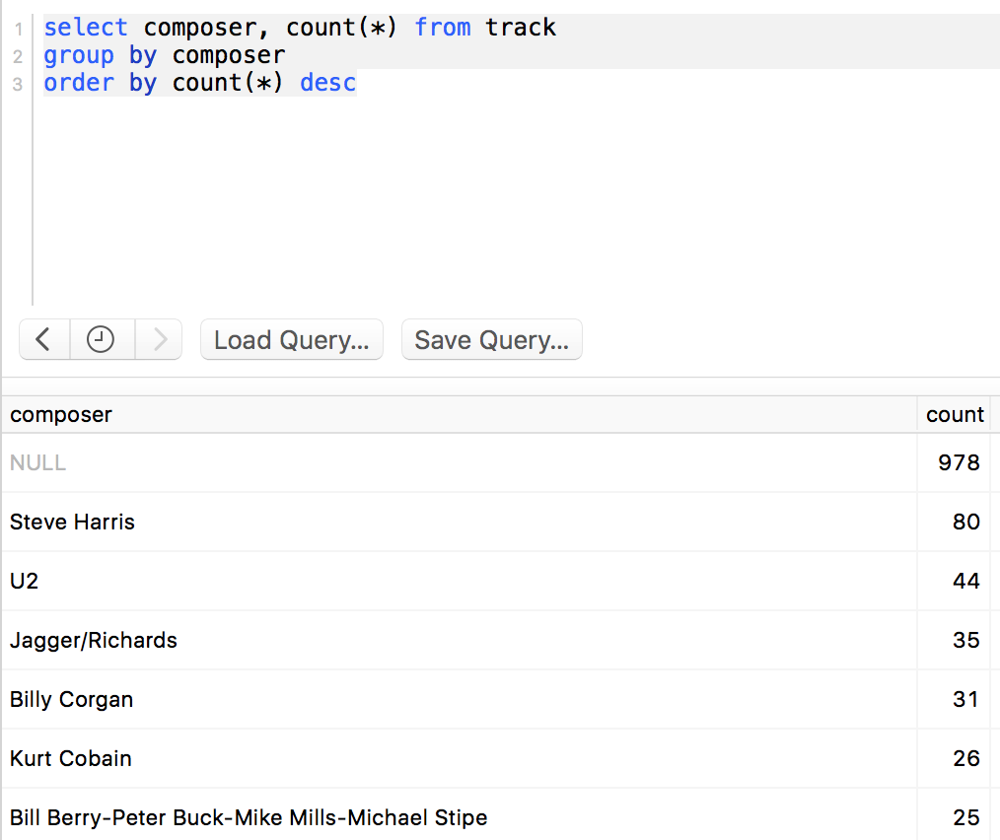 1 select composer, count(*) from track
2 group by composer
3 order by count(*) desc
Load Query... Save Query...
composer count
NULL 978
Steve Harris 80
U2 44
Jagger/Richards 35
Billy Corgan 31
Kurt Cobain 26
Bill Berry-Peter Buck-Mike Mills-Michael Stipe 25